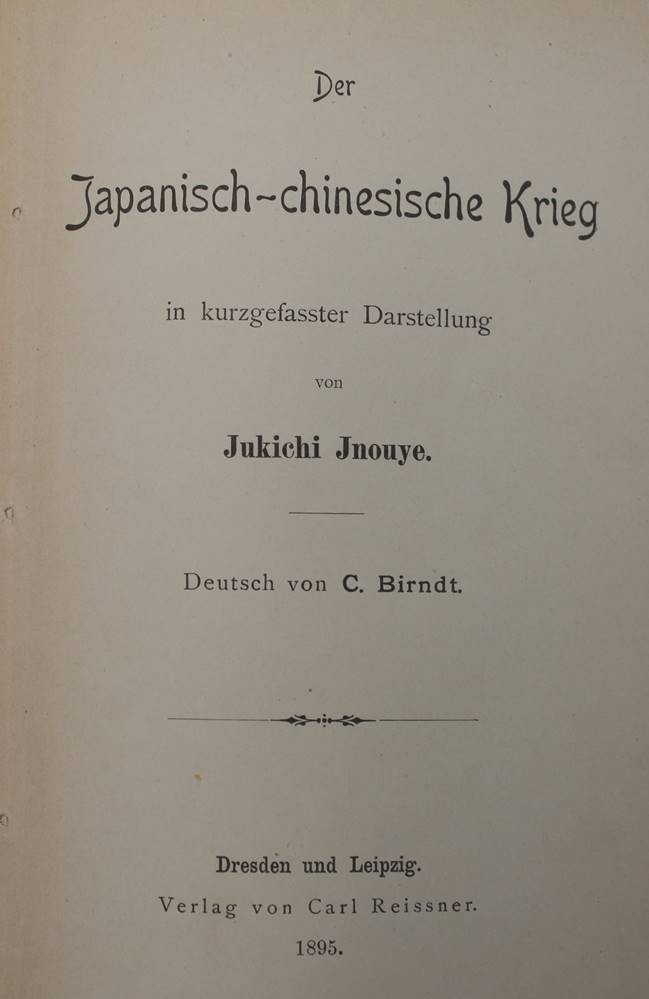 Der
Japanisch-chinesische Krieg
in kurzgefasster Darstellung
von
Jukichi Jnouye.
Deutsch von C. Birndt.
Dresden und Leipzig.
Verlag von Carl Reissner.
1895.